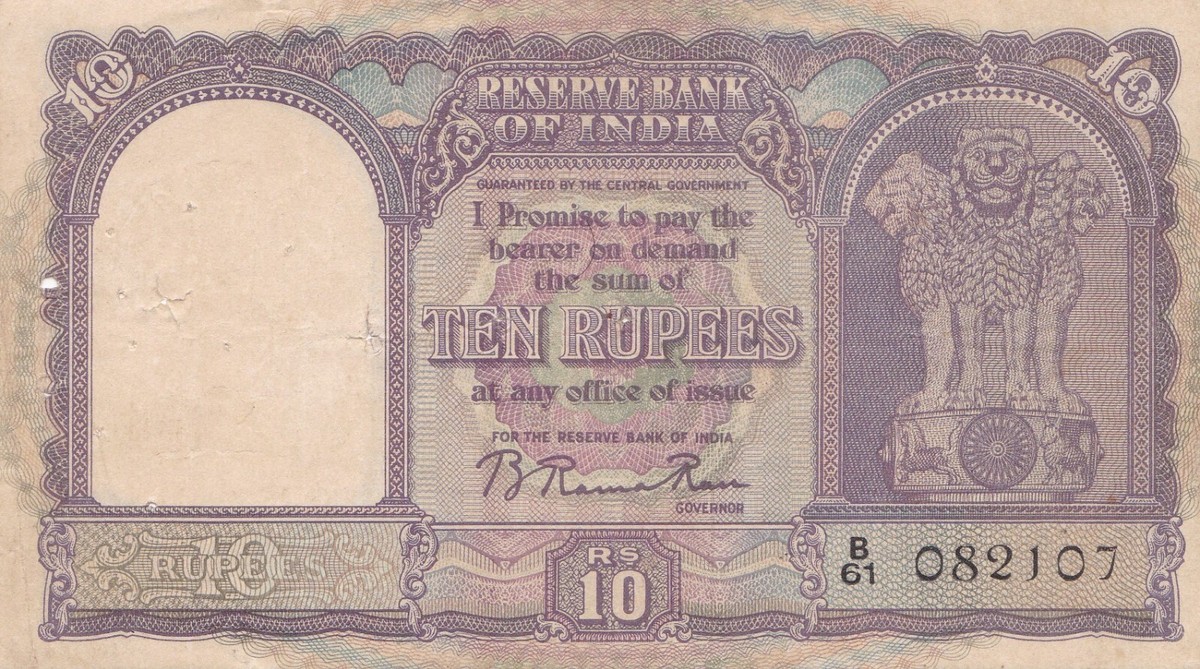 10
10
RESERVE BANK
OF INDIA
GUARANTEED BY THE CENTRAL GOVERNMENT
I Promise to pay the
bearer on demand
the sum of
TEN RUPEES
at any office of issue
FOR THE RESERVE BANK OF INDIA
B Rama Rau
GOVERNOR
10
RUPEES
RS
10
B
61 082107